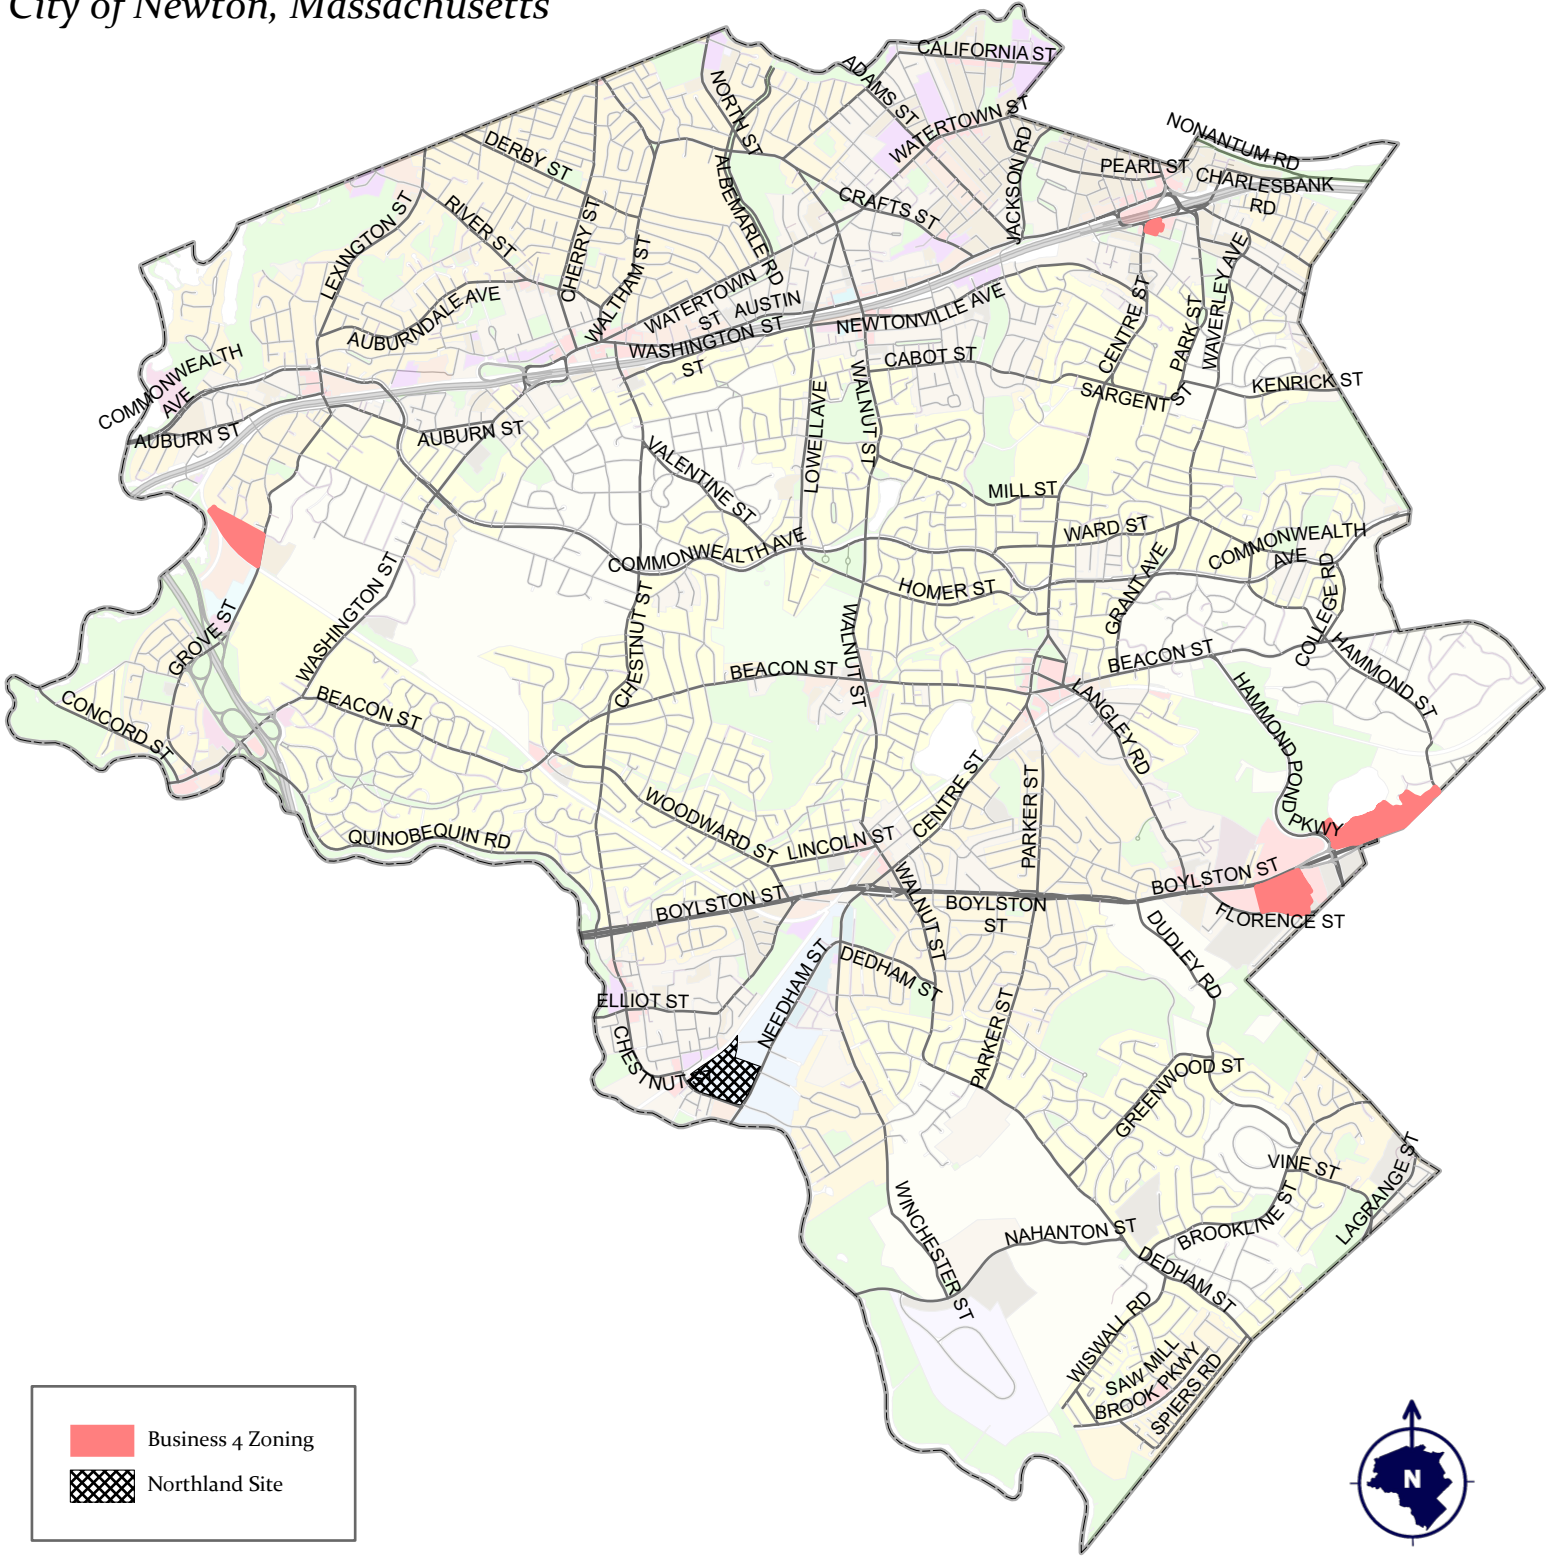 City of Newton, Massachusetts
CALIFORNIA ST
ADAMS ST
NORTH ST
WATERTOWN ST
NONANTUM RD
DERBY ST
JACKSON RD
PEARL ST
CHARLESBANK
RD
ALBEMARLE RD
CRAFTS ST
LEXINGTON ST
RIVER ST
CHERRY ST
WALTHAM ST
WAVERLEY AVE
CENTRE ST
PARK ST
AUBURNDALE AVE
WATERTOWN
ST
AUSTIN
WASHINGTON ST
ST
NEWTONVILLE AVE
CABOT ST
COMMONWEALTH
AVE
AUBURN ST
AUBURN ST
LOWELL AVE
WALNUT ST
SARGENT
ST
KENRICK ST
VALENTINE ST
MILL ST
WARD ST
COMMONWEALTH
AVE
COMMONWEALTH AVE
HOMER ST
GRANT AVE
COLLEGE RD
WASHINGTON ST
CHESTNUT ST
WALNUT ST
GROVE ST
BEACON ST
BEACON ST
HAMMOND ST
CONCORD ST
BEACON ST
LANGLEY RD
HAMMOND POND
PKWY
WOODWARD ST
LINCOLN ST
CENTRE ST
PARKER ST
QUINOBEQUIN RD
BOYLSTON ST
WALNUT ST
BOYLSTON
ST
BOYLSTON ST
FLORENCE ST
DUDLEY RD
NEEDHAM ST
DEDHAM ST
ELLIOT ST
CHESTNUT
PARKER ST
GREENWOOD ST
VINE ST
LAGRANGE ST
WINCHESTER ST
NAHANTON ST
BROOKLINE ST
DEDHAM ST
WISWALL RD
SAW MILL
BROOK PKWY
SPIERS RD
Business 4 Zoning
Northland Site
N